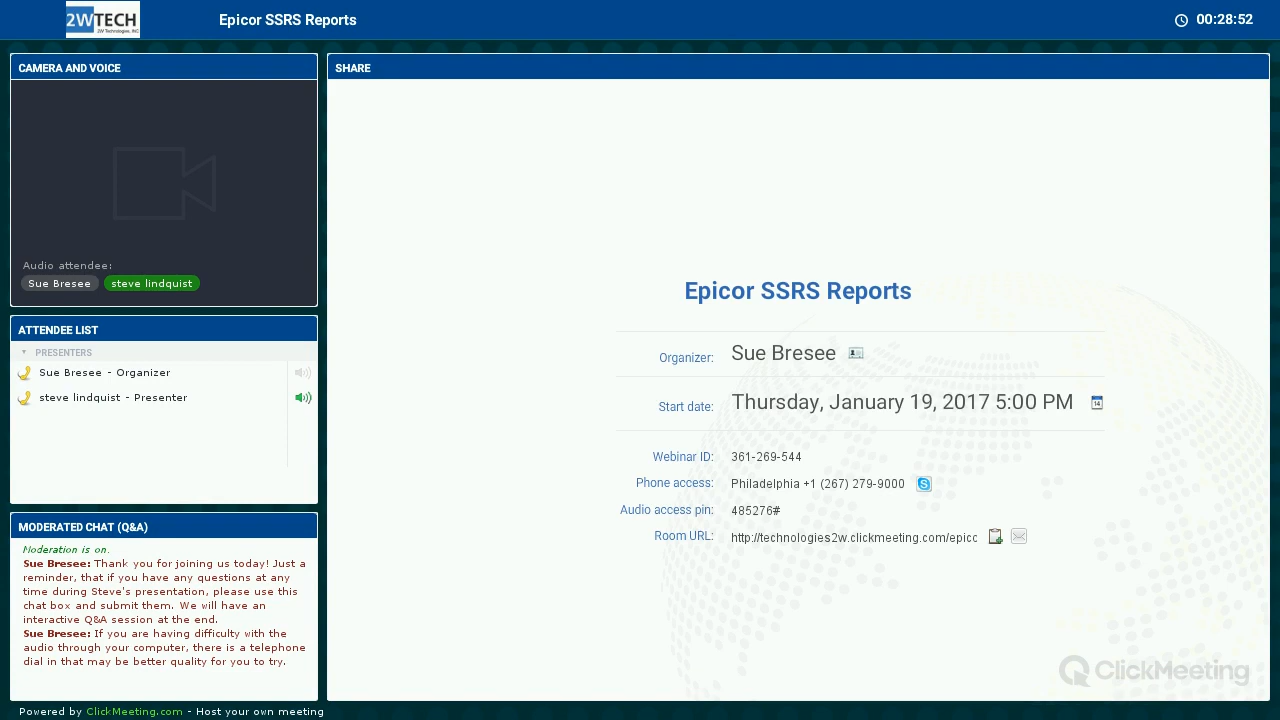 2WTECH
2W Technologies, INC
Epicor SSRS Reports
00:28:52
CAMERA AND VOICE
Audio attendee:
Sue Bresee
steve lindquist
ATTENDEE LIST
PRESENTERS
Sue Bresee - Organizer
steve lindquist - Presenter
MODERATED CHAT (Q&A)
Moderation is on.
Sue Bresee: Thank you for joining us today! Just a
reminder, that if you have any questions at any
time during Steve's presentation, please use this
chat box and submit them. We will have an
interactive Q&A session at the end.
Sue Bresee: If you are having difficulty with the
audio through your computer, there is a telephone
dial in that may be better quality for you to try.
SHARE
Epicor SSRS Reports
Organizer: Sue Bresee
Start date: Thursday, January 19, 2017 5:00 PM
14
Webinar ID: 361-269-544
Phone access: Philadelphia +1 (267) 279-9000
Audio access pin: 485276#
Room URL: http://technologies2w.clickmeeting.com/epicc
ClickMeeting
Powered by ClickMeeting.com - Host your own meeting